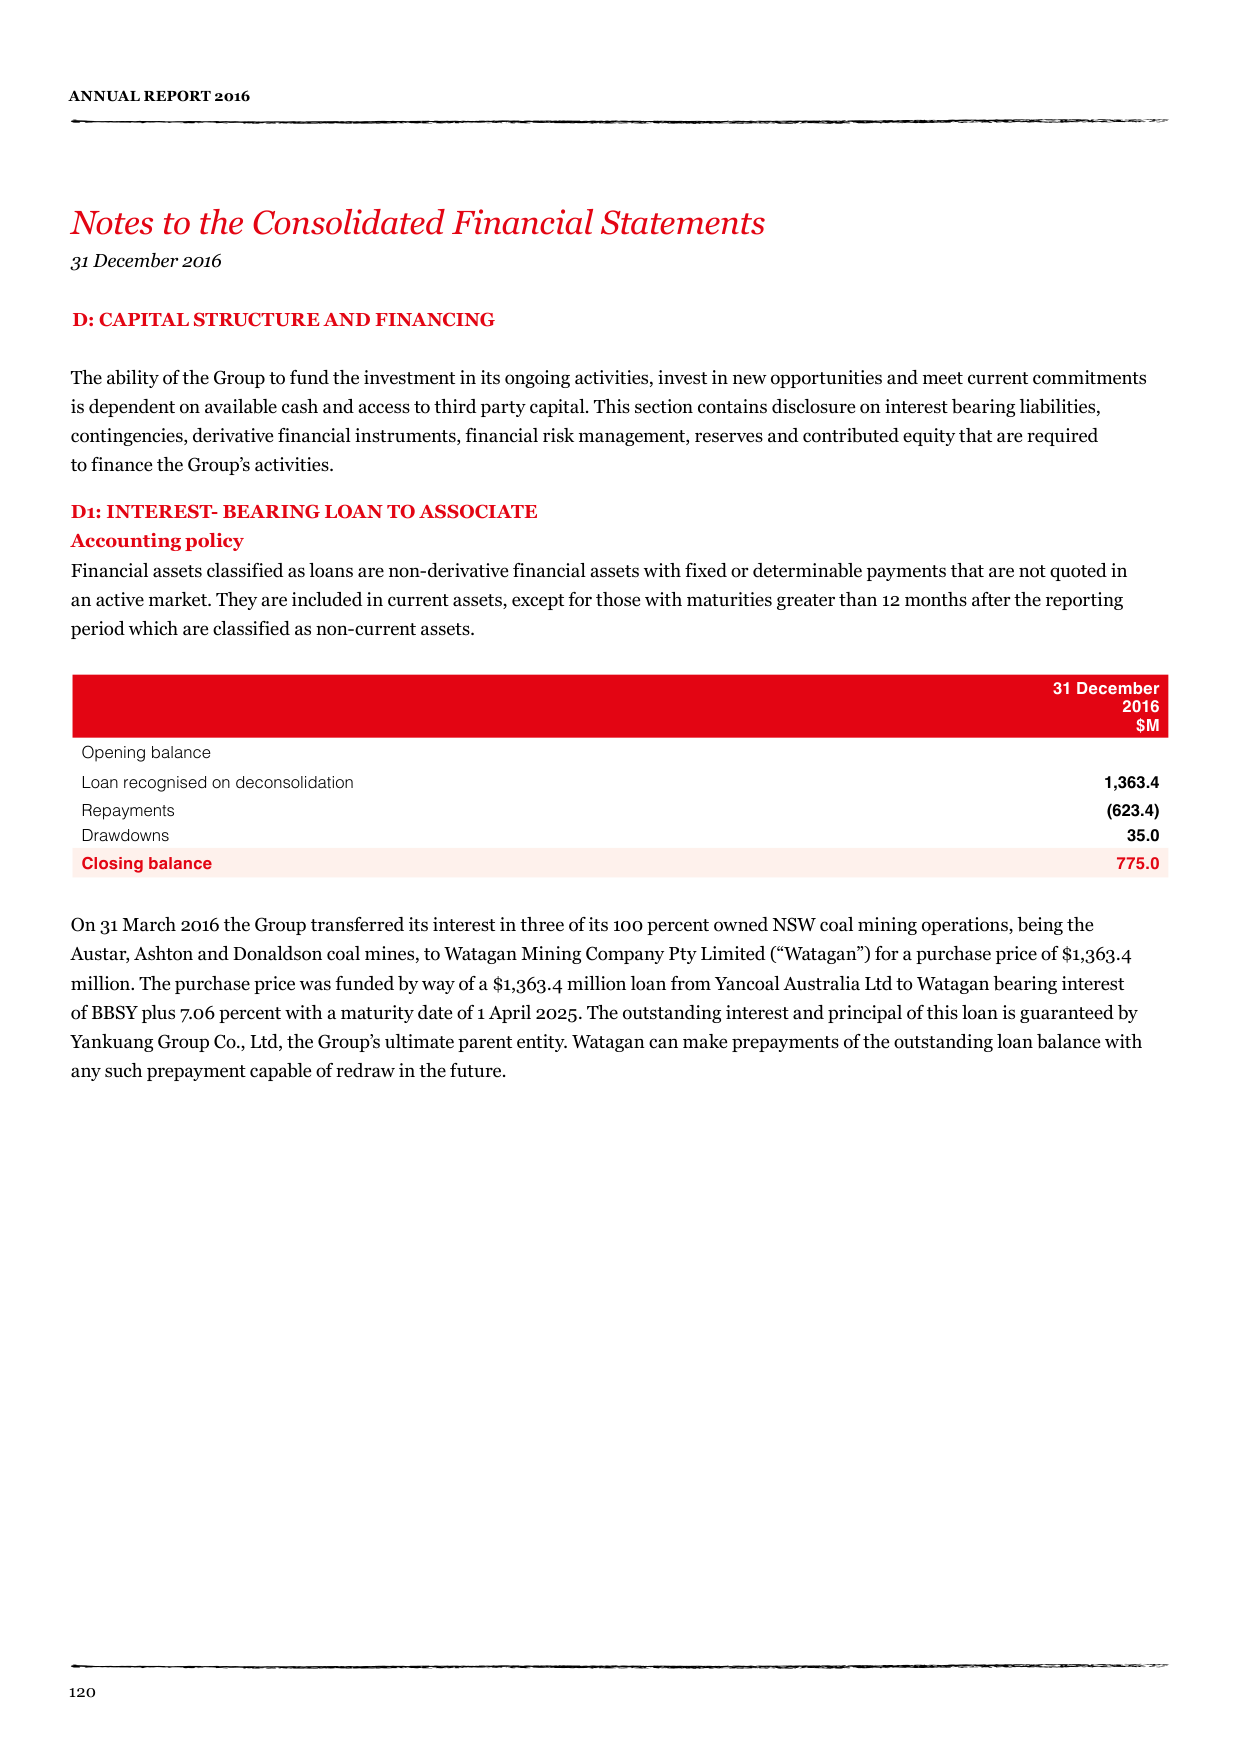 ANNUAL REPORT 2016
Notes to the Consolidated Financial Statements
31 December 2016
D: CAPITAL STRUCTURE AND FINANCING
The ability of the Group to fund the investment in its ongoing activities, invest in new opportunities and meet current commitments
is dependent on available cash and access to third party capital. This section contains disclosure on interest bearing liabilities,
contingencies, derivative financial instruments, financial risk management, reserves and contributed equity that are required
to finance the Group’s activities.
D1: INTEREST- BEARING LOAN TO ASSOCIATE
Accounting policy
Financial assets classified as loans are non-derivative financial assets with fixed or determinable payments that are not quoted in
an active market. They are included in current assets, except for those with maturities greater than 12 months after the reporting
period which are classified as non-current assets.
31 December
2016
$M
Opening balance
Loan recognised on deconsolidation 1,363.4
Repayments (623.4)
Drawdowns 35.0
Closing balance 775.0
On 31 March 2016 the Group transferred its interest in three of its 100 percent owned NSW coal mining operations, being the
Austar, Ashton and Donaldson coal mines, to Watagan Mining Company Pty Limited (“Watagan”) for a purchase price of $1,363.4
million. The purchase price was funded by way of a $1,363.4 million loan from Yancoal Australia Ltd to Watagan bearing interest
of BBSY plus 7.06 percent with a maturity date of 1 April 2025. The outstanding interest and principal of this loan is guaranteed by
Yankuang Group Co., Ltd, the Group’s ultimate parent entity. Watagan can make prepayments of the outstanding loan balance with
any such prepayment capable of redraw in the future.
120